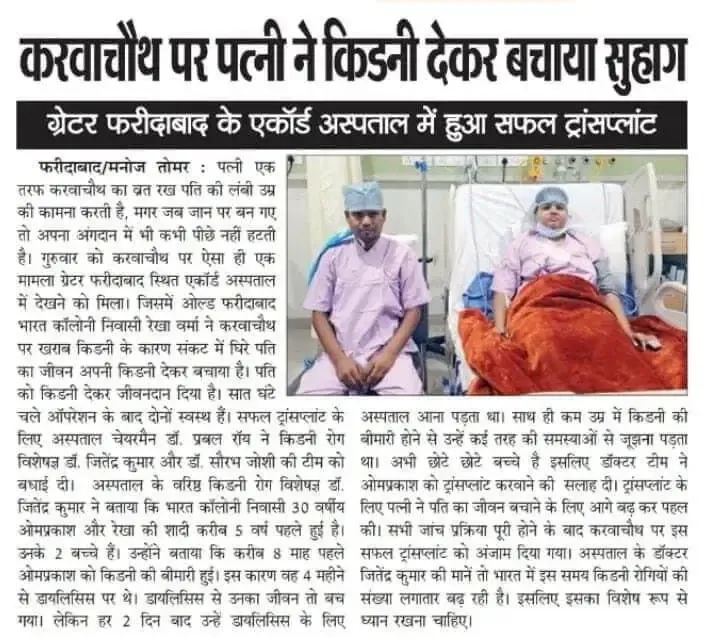 करवाचौथ पर पत्नी ने किडनी देकर बचाया सुहाग
ग्रेटर फरीदाबाद के एकॉर्ड अस्पताल में हुआ सफल ट्रांसप्लांट
फरीदाबाद/मनोज तोमर : पत्नी एक
तरफ करवाचौथ का व्रत रख पति की लंबी उम्र
की कामना करती है, मगर जब जान पर बन गए
तो अपना अंगदान में भी कभी पीछे नहीं हटती
है। गुरुवार को करवाचौथ पर ऐसा ही एक
मामला ग्रेटर फरीदाबाद स्थित एकॉर्ड अस्पताल
में देखने को मिला। जिसमें ओल्ड फरीदाबाद
भारत कॉलोनी निवासी रेखा वर्मा ने करवाचौथ
पर खराब किडनी के कारण संकट में घिरे पति
का जीवन अपनी किडनी देकर बचाया है। पति
को किडनी देकर जीवनदान दिया है। सात घंटे
चले ऑपरेशन के बाद दोनों स्वस्थ हैं। सफल ट्रांसप्लांट के
लिए अस्पताल चेयरमैन डॉ. प्रबल रॉय ने किडनी रोग
विशेषज्ञ डॉ. जितेंद्र कुमार और डॉ. सौरभ जोशी की टीम को
बधाई दी। अस्पताल के वरिष्ठ किडनी रोग विशेषज्ञ डॉ.
जितेंद्र कुमार ने बताया कि भारत कॉलोनी निवासी 30 वर्षीय
ओमप्रकाश और रेखा की शादी करीब 5 वर्ष पहले हुई है।
उनके 2 बच्चे हैं। उन्होंने बताया कि करीब 8 माह पहले
ओमप्रकाश को किडनी की बीमारी हुई। इस कारण वह 4 महीने
से डायलिसिस पर थे। डायलिसिस से उनका जीवन तो बच
गया। लेकिन हर 2 दिन बाद उन्हें डायलिसिस के लिए
अस्पताल आना पड़ता था। साथ ही कम उम्र में किडनी की
बीमारी होने से उन्हें कई तरह की समस्याओं से जूझना पड़ता
था। अभी छोटे छोटे बच्चे है इसलिए डॉक्टर टीम ने
ओमप्रकाश को ट्रांसप्लांट करवाने की सलाह दी। ट्रांसप्लांट के
लिए पत्नी ने पति का जीवन बचाने के लिए आगे बढ़ कर पहल
की। सभी जांच प्रक्रिया पूरी होने के बाद करवाचौथ पर इस
सफल ट्रांसप्लांट को अंजाम दिया गया। अस्पताल के डॉक्टर
जितेंद्र कुमार की मानें तो भारत में इस समय किडनी रोगियों की
संख्या लगातार बढ़ रही है। इसलिए इसका विशेष रूप से
ध्यान रखना चाहिए।